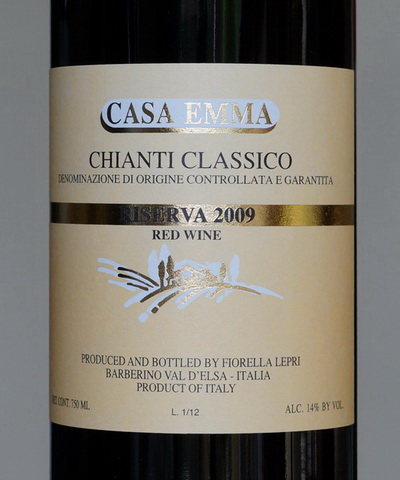 CASA EMMA
CHIANTI CLASSICO
DENOMINAZIONE DI ORIGINE CONTROLLATA E GARANTITA
RISERVA 2009
RED WINE
PRODUCED AND BOTTLED BY FIORELLA LEPRI
BARBERINO VAL D'ELSA - ITALIA
PRODUCT OF ITALY
CONT. 750 ML
L. 1/12
ALC. 14% BY VOL.